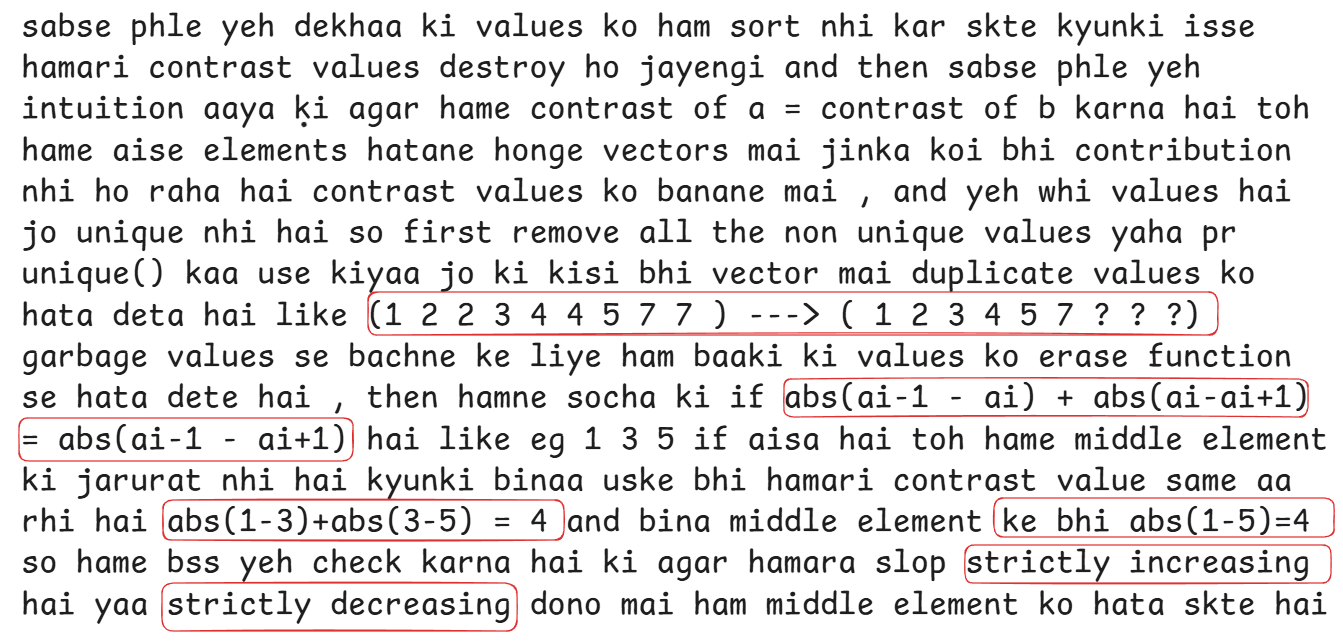 sabse phle yeh dekhaa ki values ko ham sort nhi kar skte kyunki isse
hamari contrast values destroy ho jayengi and then sabse phle yeh
intuition aaya ki agar hame contrast of a = contrast of b karna hai toh
hame aise elements hatane honge vectors mai jinka koi bhi contribution
nhi ho raha hai contrast values ko banane mai , and yeh whi values hai
jo unique nhi hai so first remove all the non unique values yaha pr
unique() kaa use kiyaa jo ki kisi bhi vector mai duplicate values ko
hata deta hai like (1 2 2 3 4 4 5 7 7 ) ---> ( 1 2 3 4 5 7 ? ? ?)
garbage values se bachne ke liye ham baaki ki values ko erase function
se hata dete hai , then hamne socha ki if abs(ai-1 - ai) + abs(ai-ai+1)
= abs(ai-1 - ai+1) hai like eg 1 3 5 if aisa hai toh hame middle element
ki jarurat nhi hai kyunki binaa uske bhi hamari contrast value same aa
rhi hai abs(1-3)+abs(3-5) = 4 and bina middle element ke bhi abs(1-5)=4
so hame bss yeh check karna hai ki agar hamara slop strictly increasing
hai yaa strictly decreasing dono mai ham middle element ko hata skte hai